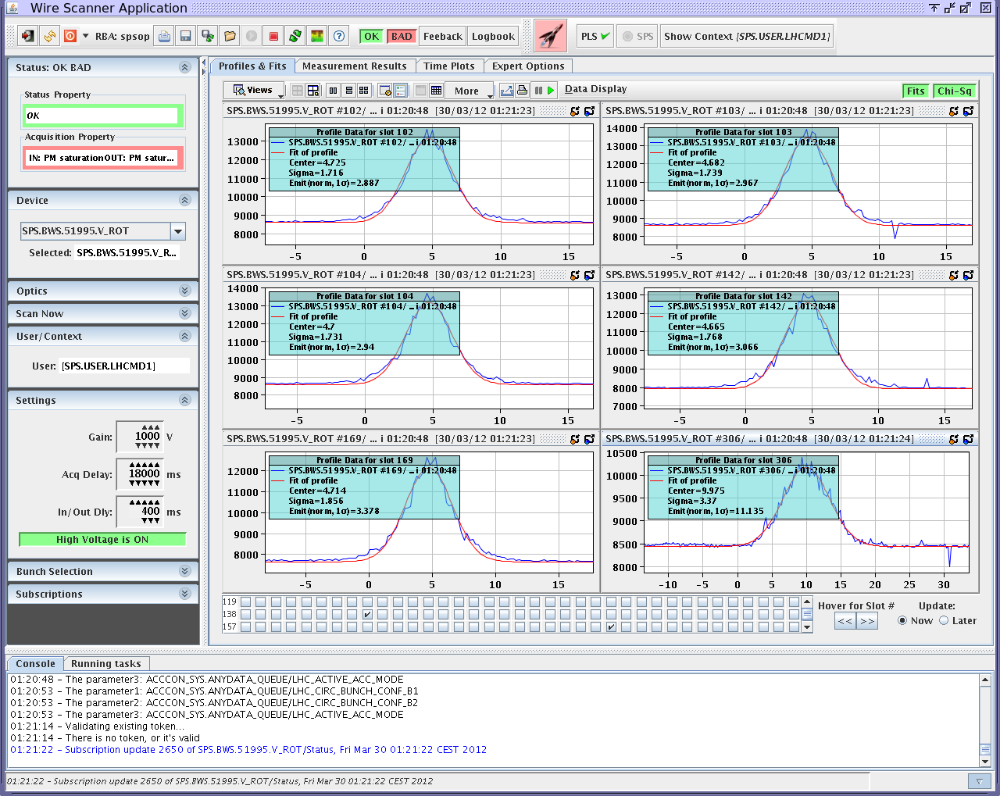 Wire Scanner Application
RBA: spsop
OK
BAD
Feeback
Logbook
PLS
SPS
Show Context [SPS.USER.LHCMD1]
Status: OK BAD
Status Property
OK
Acquisition Property
IN: PM saturationOUT: PM satur...
Device
SPS.BWS.51995.V_ROT
Selected: SPS.BWS.51995.V_R...
Optics
Scan Now
User/Context
User: [SPS.USER.LHCMD1]
Settings
Gain: 1000 V
Acq Delay: 18000 ms
In/Out Dly: 400 ms
High Voltage is ON
Bunch Selection
Subscriptions
Profiles & Fits
Measurement Results
Time Plots
Expert Options
Views
More
Data Display
Fits
Chi-Sq
SPS.BWS.51995.V_ROT #102/ ... i 01:20:48 [30/03/12 01:21:23]
Profile Data for slot 102
SPS.BWS.51995.V_ROT #102/ ... i 01:20:48
Fit of profile
Center=4.725
Sigma=1.716
Emit(norm, 1σ)=2.887
13000
12000
11000
10000
9000
8000
-5 0 5 10 15
SPS.BWS.51995.V_ROT #103/ ... i 01:20:48 [30/03/12 01:21:23]
Profile Data for slot 103
SPS.BWS.51995.V_ROT #103/ ... i 01:20:48
Fit of profile
Center=4.682
Sigma=1.739
Emit(norm, 1σ)=2.967
14000
13000
12000
11000
10000
9000
8000
-5 0 5 10 15
SPS.BWS.51995.V_ROT #104/ ... i 01:20:48 [30/03/12 01:21:23]
Profile Data for slot 104
SPS.BWS.51995.V_ROT #104/ ... i 01:20:48
Fit of profile
Center=4.7
Sigma=1.731
Emit(norm, 1σ)=2.94
14000
13000
12000
11000
10000
9000
8000
-5 0 5 10 15
SPS.BWS.51995.V_ROT #142/ ... i 01:20:48 [30/03/12 01:21:23]
Profile Data for slot 142
SPS.BWS.51995.V_ROT #142/ ... i 01:20:48
Fit of profile
Center=4.665
Sigma=1.768
Emit(norm, 1σ)=3.066
13000
12000
11000
10000
9000
8000
7000
-5 0 5 10 15
SPS.BWS.51995.V_ROT #169/ ... i 01:20:48 [30/03/12 01:21:23]
Profile Data for slot 169
SPS.BWS.51995.V_ROT #169/ ... i 01:20:48
Fit of profile
Center=4.714
Sigma=1.856
Emit(norm, 1σ)=3.378
12000
11000
10000
9000
8000
-5 0 5 10 15
SPS.BWS.51995.V_ROT #306/ ... i 01:20:48 [30/03/12 01:21:24]
Profile Data for slot 306
SPS.BWS.51995.V_ROT #306/ ... i 01:20:48
Fit of profile
Center=9.975
Sigma=3.37
Emit(norm, 1σ)=11.135
10500
10000
9500
9000
8500
8000
-10 -5 0 5 10 15 20 25 30
119
138
157
Hover for Slot #
<< >>
Update:
Now Later
Console
Running tasks
01:20:48 - The parameter3: ACCCON_SYS.ANYDATA_QUEUE/LHC_ACTIVE_ACC_MODE
01:20:53 - The parameter1: ACCCON_SYS.ANYDATA_QUEUE/LHC_CIRC_BUNCH_CONF_B1
01:20:53 - The parameter2: ACCCON_SYS.ANYDATA_QUEUE/LHC_CIRC_BUNCH_CONF_B2
01:20:53 - The parameter3: ACCCON_SYS.ANYDATA_QUEUE/LHC_ACTIVE_ACC_MODE
01:21:14 - Validating existing token...
01:21:14 - There is no token, or it's valid
01:21:22 - Subscription update 2650 of SPS.BWS.51995.V_ROT/Status, Fri Mar 30 01:21:22 CEST 2012
01:21:22 - Subscription update 2650 of SPS.BWS.51995.V_ROT/Status, Fri Mar 30 01:21:22 CEST 2012